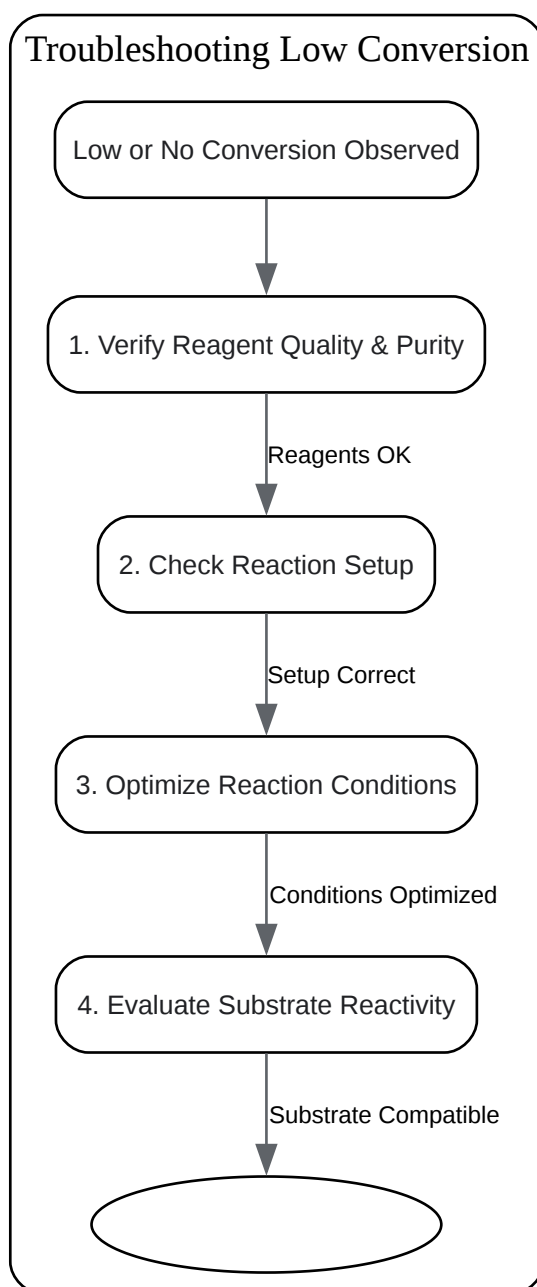 Troubleshooting Low Conversion
Low or No Conversion Observed
1. Verify Reagent Quality & Purity
Reagents OK
2. Check Reaction Setup
Setup Correct
3. Optimize Reaction Conditions
Conditions Optimized
4. Evaluate Substrate Reactivity
Substrate Compatible